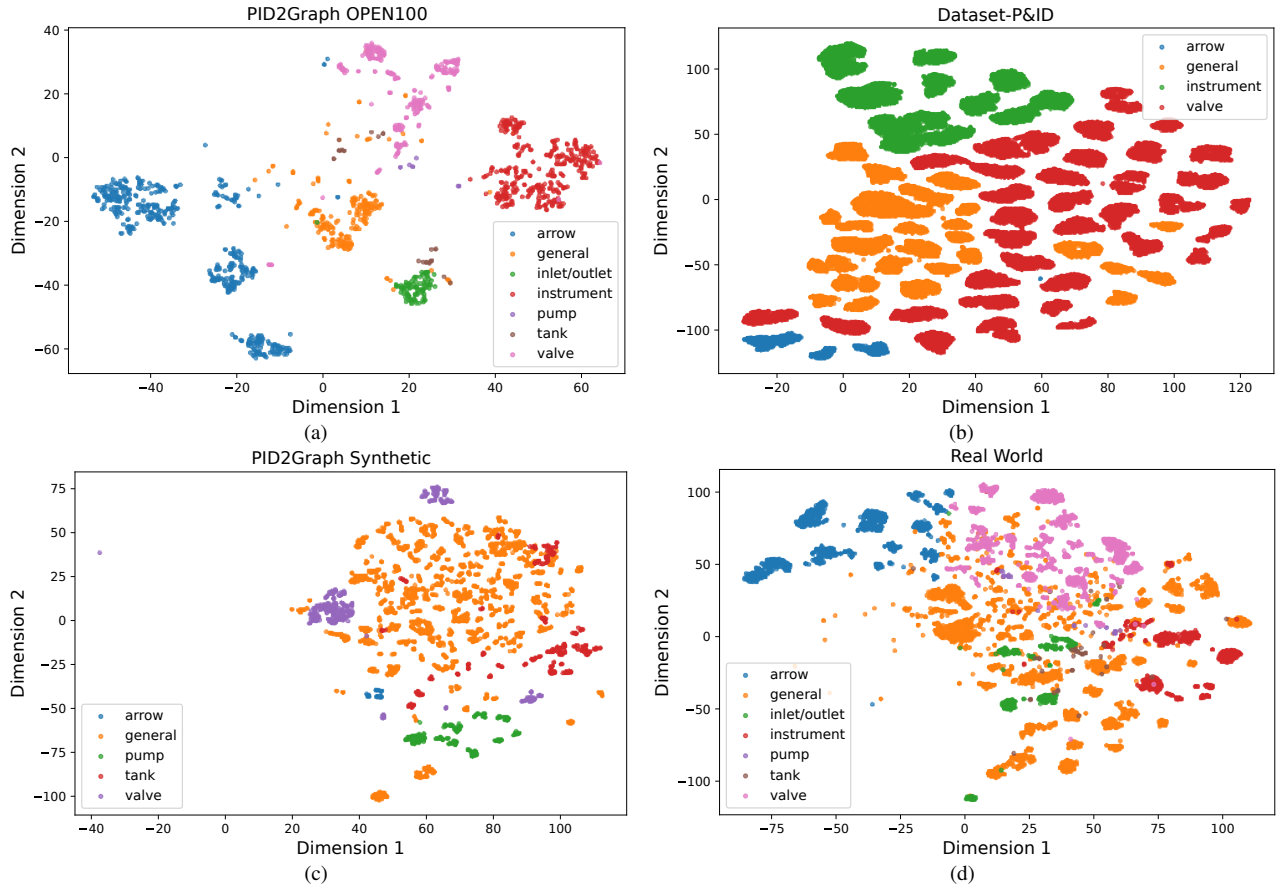 PID2Graph OPEN100
Dimension 2
40
20
0
−20
−40
−60
arrow
general
inlet/outlet
instrument
pump
tank
valve
−40
−20
0
20
40
60
Dimension 1
(a)
Dataset-P&ID
Dimension 2
100
50
0
−50
−100
arrow
general
instrument
valve
−20
0
20
40
60
80
100
120
Dimension 1
(b)
PID2Graph Synthetic
Dimension 2
75
50
25
0
−25
−50
−75
−100
arrow
general
pump
tank
valve
−40
−20
0
20
40
60
80
100
Dimension 1
(c)
Real World
Dimension 2
100
50
0
−50
−100
arrow
general
inlet/outlet
instrument
pump
tank
valve
−75
−50
−25
0
25
50
75
100
Dimension 1
(d)